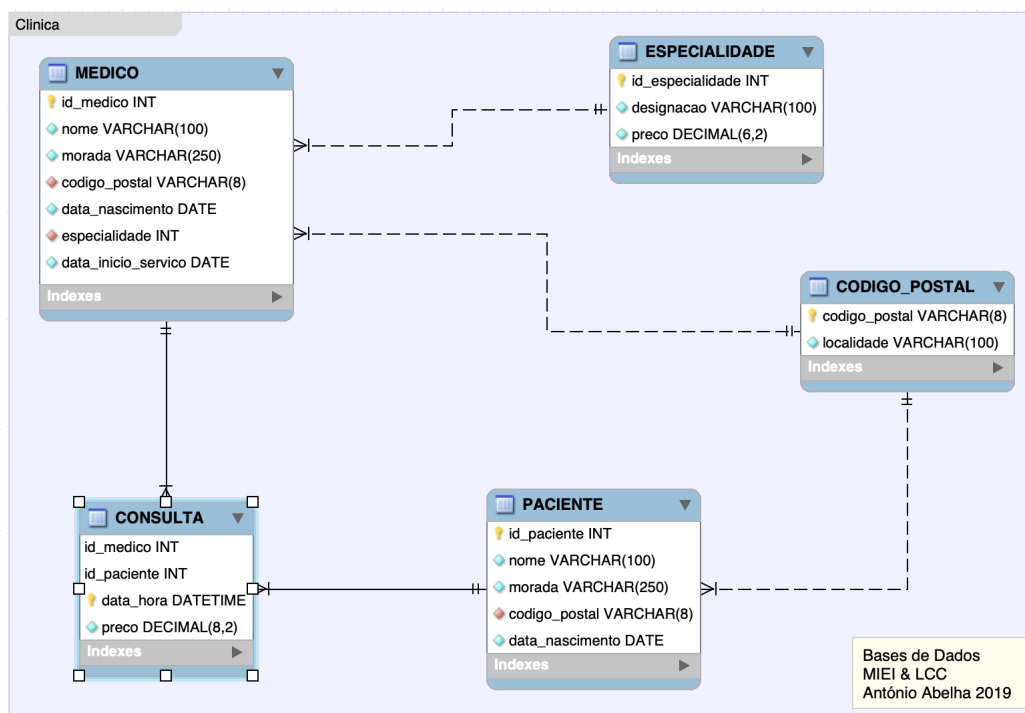 Clinica
MEDICO
id_medico INT
nome VARCHAR(100)
morada VARCHAR(250)
codigo_postal VARCHAR(8)
data_nascimento DATE
especialidade INT
data_inicio_servico DATE
Indexes
ESPECIALIDADE
id_especialidade INT
designacao VARCHAR(100)
preco DECIMAL(6,2)
Indexes
CODIGO_POSTAL
codigo_postal VARCHAR(8)
localidade VARCHAR(100)
Indexes
CONSULTA
id_medico INT
id_paciente INT
data_hora DATETIME
preco DECIMAL(8,2)
Indexes
PACIENTE
id_paciente INT
nome VARCHAR(100)
morada VARCHAR(250)
codigo_postal VARCHAR(8)
data_nascimento DATE
Indexes
Bases de Dados
MIEI & LCC
António Abelha 2019